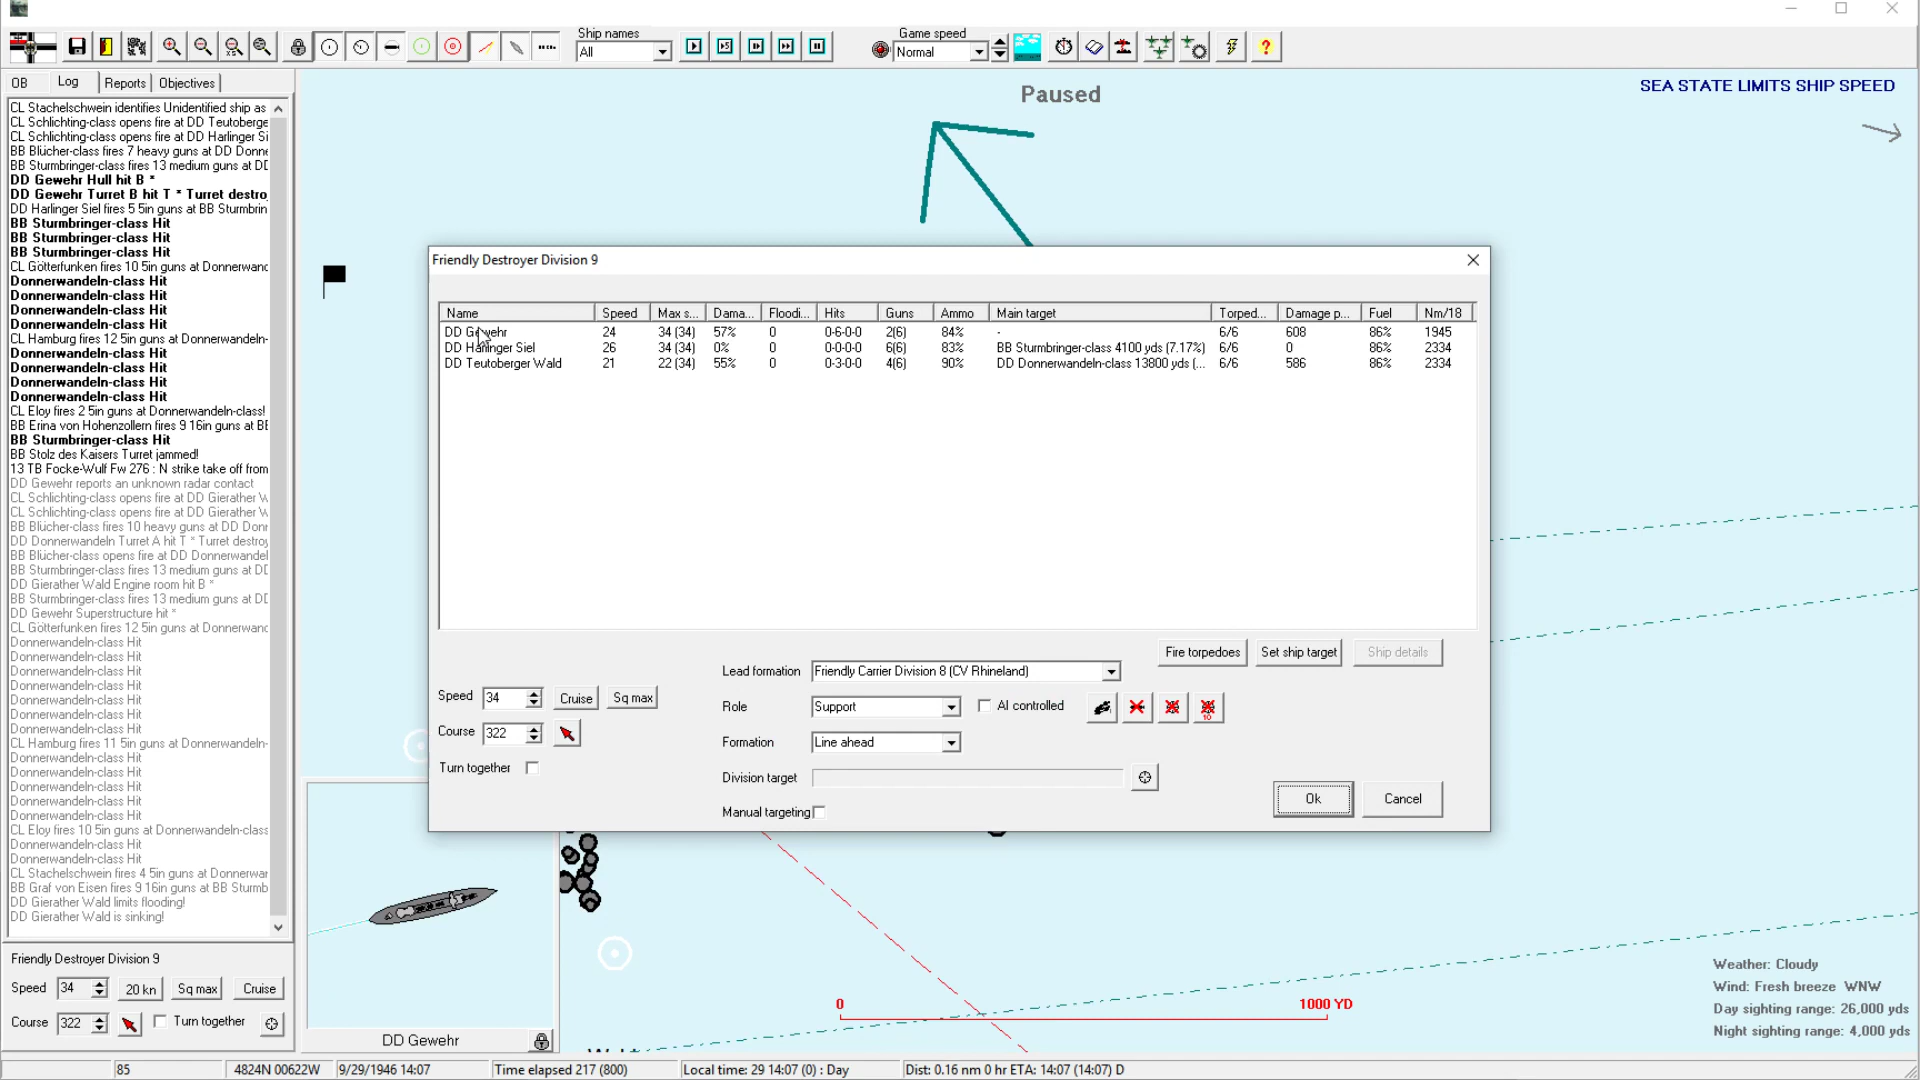 Ship names
All
Game speed
Normal
OB
Log
Reports
Objectives
Paused
SEA STATE LIMITS SHIP SPEED
CL Stachelschwein identifies Unidentified ship as
CL Schlichting-class opens fire at DD Teutoberge
CL Schlichting-class opens fire at DD Harlinger Si
BB Blücher-class fires 7 heavy guns at DD Donne
BB Sturmbringer-class fires 13 medium guns at DD
DD Gewehr Hull hit B *
DD Gewehr Turret B hit T * Turret destro
DD Harlinger Siel fires 5 5in guns at BB Sturmbrin
BB Sturmbringer-class Hit
BB Sturmbringer-class Hit
BB Sturmbringer-class Hit
CL Götterfunken fires 10 5in guns at Donnerwand
Donnerwandeln-class Hit
Donnerwandeln-class Hit
Donnerwandeln-class Hit
Donnerwandeln-class Hit
CL Hamburg fires 12 5in guns at Donnerwandeln-
Donnerwandeln-class Hit
Donnerwandeln-class Hit
Donnerwandeln-class Hit
Donnerwandeln-class Hit
CL Eloy fires 2 5in guns at Donnerwandeln-class!
BB Erina von Hohenzollern fires 9 16in guns at BB
BB Sturmbringer-class Hit
BB Stolz des Kaisers Turret jammed!
13 TB Focke-Wulf Fw 276 : N strike take off from
DD Gewehr reports an unknown radar contact
CL Schlichting-class opens fire at DD Gierather W
CL Schlichting-class opens fire at DD Gierather W
BB Blücher-class fires 10 heavy guns at DD Donn
DD Donnerwandeln Turret A hit T * Turret destroy
BB Blücher-class opens fire at DD Donnerwandel
BB Sturmbringer-class fires 13 medium guns at DD
DD Gierather Wald Engine room hit B *
BB Sturmbringer-class fires 13 medium guns at DD
DD Gewehr Superstructure hit *
CL Götterfunken fires 12 5in guns at Donnerwand
Donnerwandeln-class Hit
Donnerwandeln-class Hit
Donnerwandeln-class Hit
Donnerwandeln-class Hit
Donnerwandeln-class Hit
Donnerwandeln-class Hit
Donnerwandeln-class Hit
CL Hamburg fires 11 5in guns at Donnerwandeln-
Donnerwandeln-class Hit
Donnerwandeln-class Hit
Donnerwandeln-class Hit
Donnerwandeln-class Hit
Donnerwandeln-class Hit
CL Eloy fires 10 5in guns at Donnerwandeln-class
Donnerwandeln-class Hit
Donnerwandeln-class Hit
CL Stachelschwein fires 4 5in guns at Donnerwar
BB Graf von Eisen fires 9 16in guns at BB Sturmb
DD Gierather Wald limits flooding!
DD Gierather Wald is sinking!
Friendly Destroyer Division 9
Name Speed Max s... Dama... Floodi... Hits Guns Ammo Main target Torped... Damage p... Fuel Nm/18
DD Gewehr 24 34 (34) 57% 0 0-6-0-0 2(6) 84% - 6/6 608 86% 1945
DD Harlinger Siel 26 34 (34) 0% 0 0-0-0-0 6(6) 83% BB Sturmbringer-class 4100 yds (7.17%) 6/6 0 86% 2334
DD Teutoberger Wald 21 22 (34) 55% 0 0-3-0-0 4(6) 90% DD Donnerwandeln-class 13800 yds (... 6/6 586 86% 2334
Fire torpedoes
Set ship target
Ship details
Lead formation Friendly Carrier Division 8 (CV Rhineland)
Speed 34 Cruise Sq max
Role Support AI controlled
10
Course 322
Formation Line ahead
Turn together
Division target
Manual targeting
Ok
Cancel
Friendly Destroyer Division 9
Speed 34 20 kn Sq max Cruise
Course 322 Turn together
DD Gewehr
0 1000 YD
Weather: Cloudy
Wind: Fresh breeze WNW
Day sighting range: 26,000 yds
Night sighting range: 4,000 yds
85 4824N 00622W 9/29/1946 14:07 Time elapsed 217 (800) Local time: 29 14:07 (0) : Day Dist: 0.16 nm 0 hr ETA: 14:07 (14:07) D